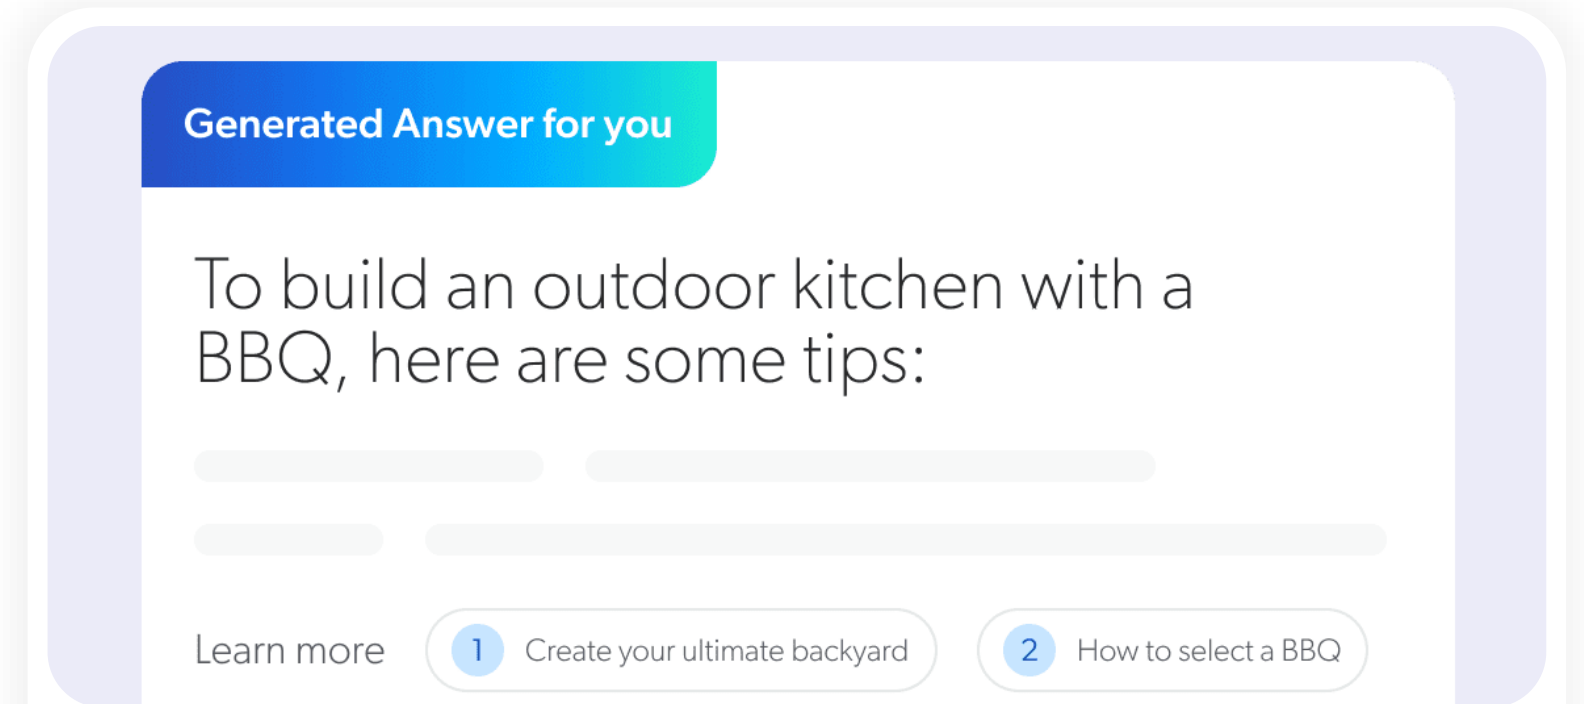 Generated Answer for you
To build an outdoor kitchen with a
BBQ, here are some tips:
Learn more
1 Create your ultimate backyard
2 How to select a BBQ